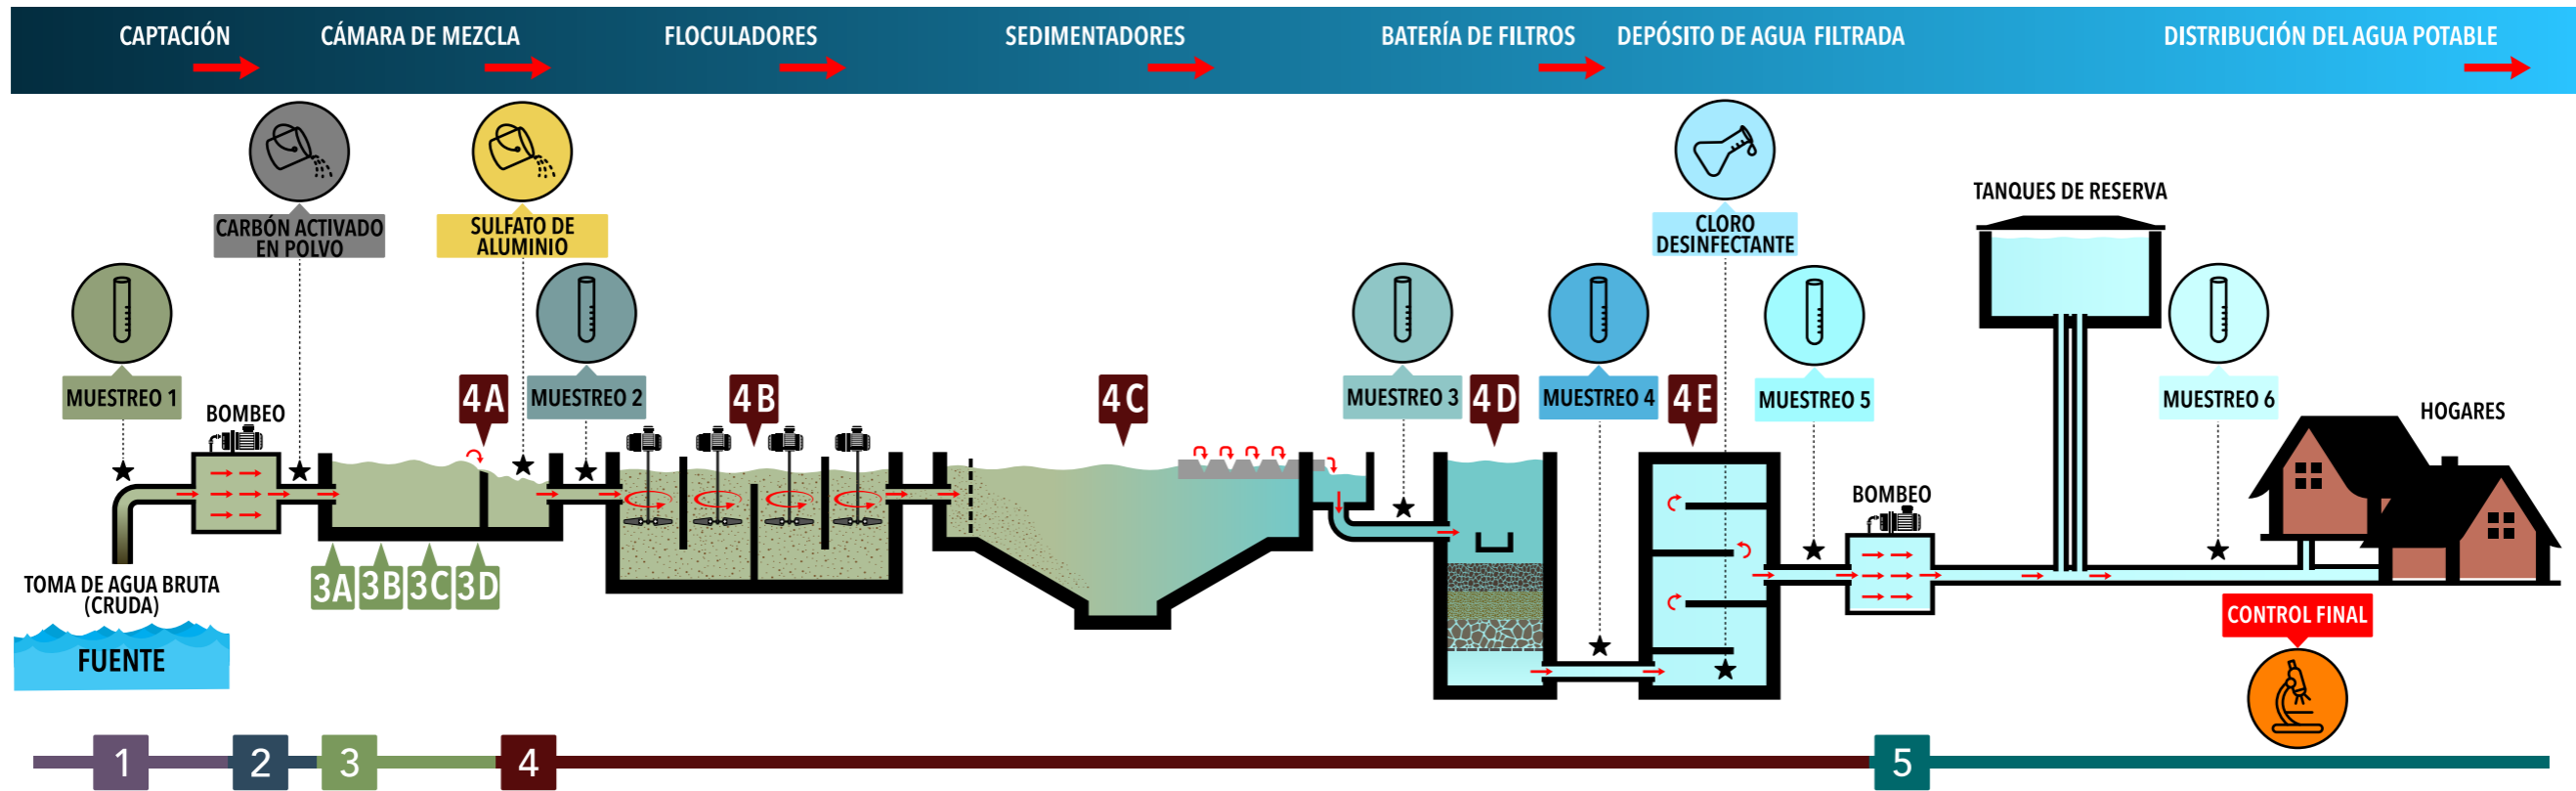 CAPTACIÓN
CÁMARA DE MEZCLA
FLOCULADORES
SEDIMENTADORES
BATERÍA DE FILTROS
DEPÓSITO DE AGUA FILTRADA
DISTRIBUCIÓN DEL AGUA POTABLE
CARBÓN ACTIVADO
EN POLVO
SULFATO DE
ALUMINIO
CLORO
DESINFECTANTE
TANQUES DE RESERVA
MUESTREO 1
BOMBEO
4A
MUESTREO 2
4B
4C
MUESTREO 3
4D
MUESTREO 4
4E
MUESTREO 5
MUESTREO 6
HOGARES
BOMBEO
TOMA DE AGUA BRUTA
(CRUDA)
FUENTE
3A
3B
3C
3D
CONTROL FINAL
1
2
3
4
5